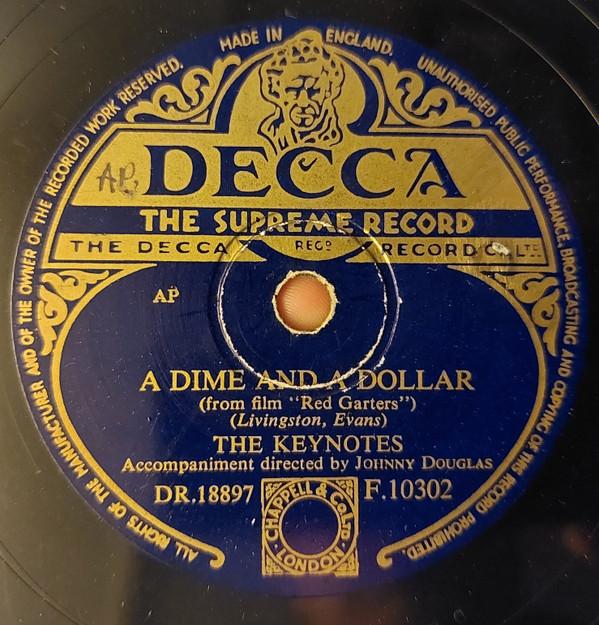 ALL RIGHTS OF THE MANUFACTURER AND OF THE OWNER OF THE RECORDED WORK RESERVED. MADE IN ENGLAND. UNAUTHORISED PUBLIC PERFORMANCE, BROADCASTING AND COPYING OF THIS RECORD PROHIBITED.
AP.
DECCA
THE SUPREME RECORD
THE DECCA REGD RECORD CO LTD
AP
A DIME AND A DOLLAR
(from film "Red Garters")
(Livingston, Evans)
THE KEYNOTES
Accompaniment directed by JOHNNY DOUGLAS
DR.18897 F.10302
CHAPPELL & CO LTD
LONDON